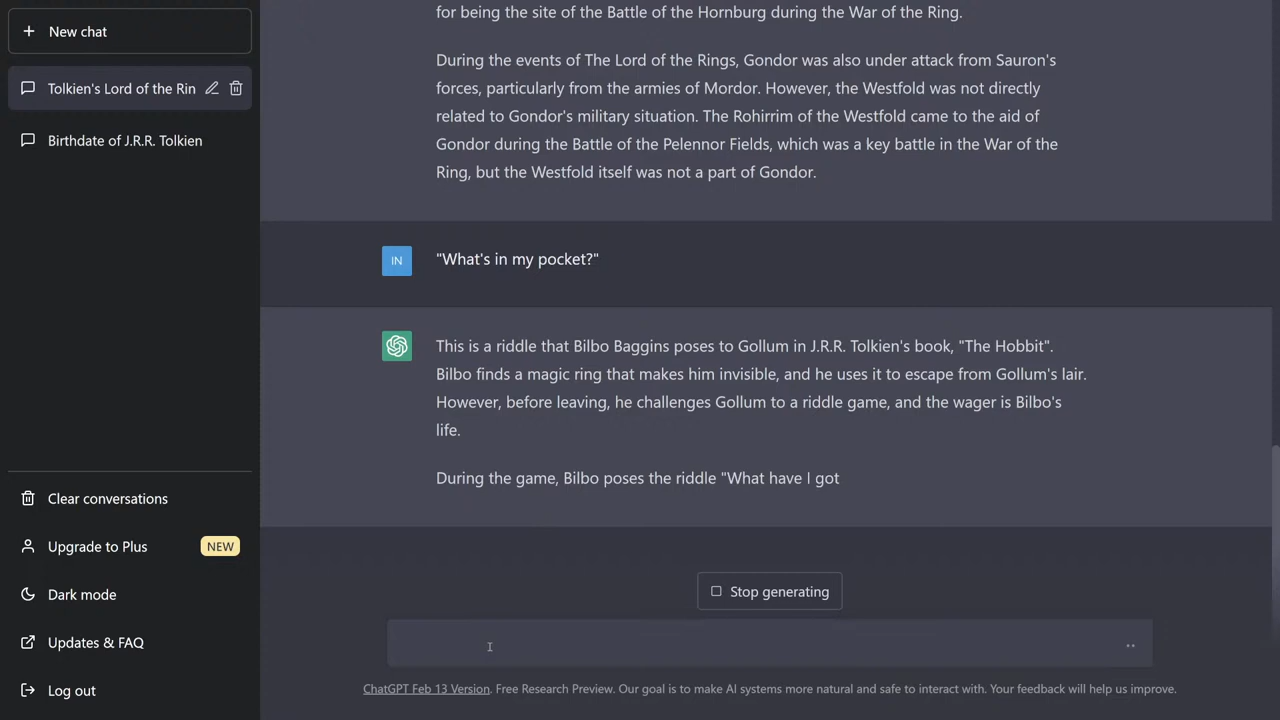 New chat
Tolkien's Lord of the Rin
Birthdate of J.R.R. Tolkien
Clear conversations
Upgrade to Plus
NEW
Dark mode
Updates & FAQ
Log out
for being the site of the Battle of the Hornburg during the War of the Ring.
During the events of The Lord of the Rings, Gondor was also under attack from Sauron's
forces, particularly from the armies of Mordor. However, the Westfold was not directly
related to Gondor's military situation. The Rohirrim of the Westfold came to the aid of
Gondor during the Battle of the Pelennor Fields, which was a key battle in the War of the
Ring, but the Westfold itself was not a part of Gondor.
IN
"What's in my pocket?"
This is a riddle that Bilbo Baggins poses to Gollum in J.R.R. Tolkien's book, "The Hobbit".
Bilbo finds a magic ring that makes him invisible, and he uses it to escape from Gollum's lair.
However, before leaving, he challenges Gollum to a riddle game, and the wager is Bilbo's
life.
During the game, Bilbo poses the riddle "What have I got
Stop generating
ChatGPT Feb 13 Version. Free Research Preview. Our goal is to make AI systems more natural and safe to interact with. Your feedback will help us improve.